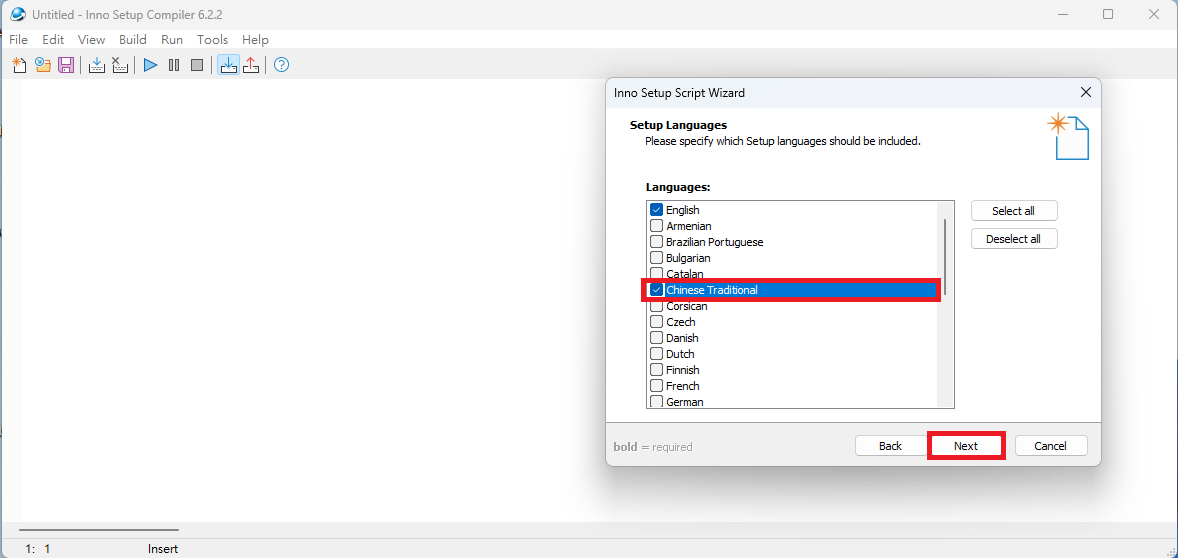 Untitled - Inno Setup Compiler 6.2.2
File Edit View Build Run Tools Help
Inno Setup Script Wizard
Setup Languages
Please specify which Setup languages should be included.
Languages:
English
Armenian
Brazilian Portuguese
Bulgarian
Catalan
Chinese Traditional
Corsican
Czech
Danish
Dutch
Finnish
French
German
Select all
Deselect all
bold = required
Back
Next
Cancel
1: 1 Insert